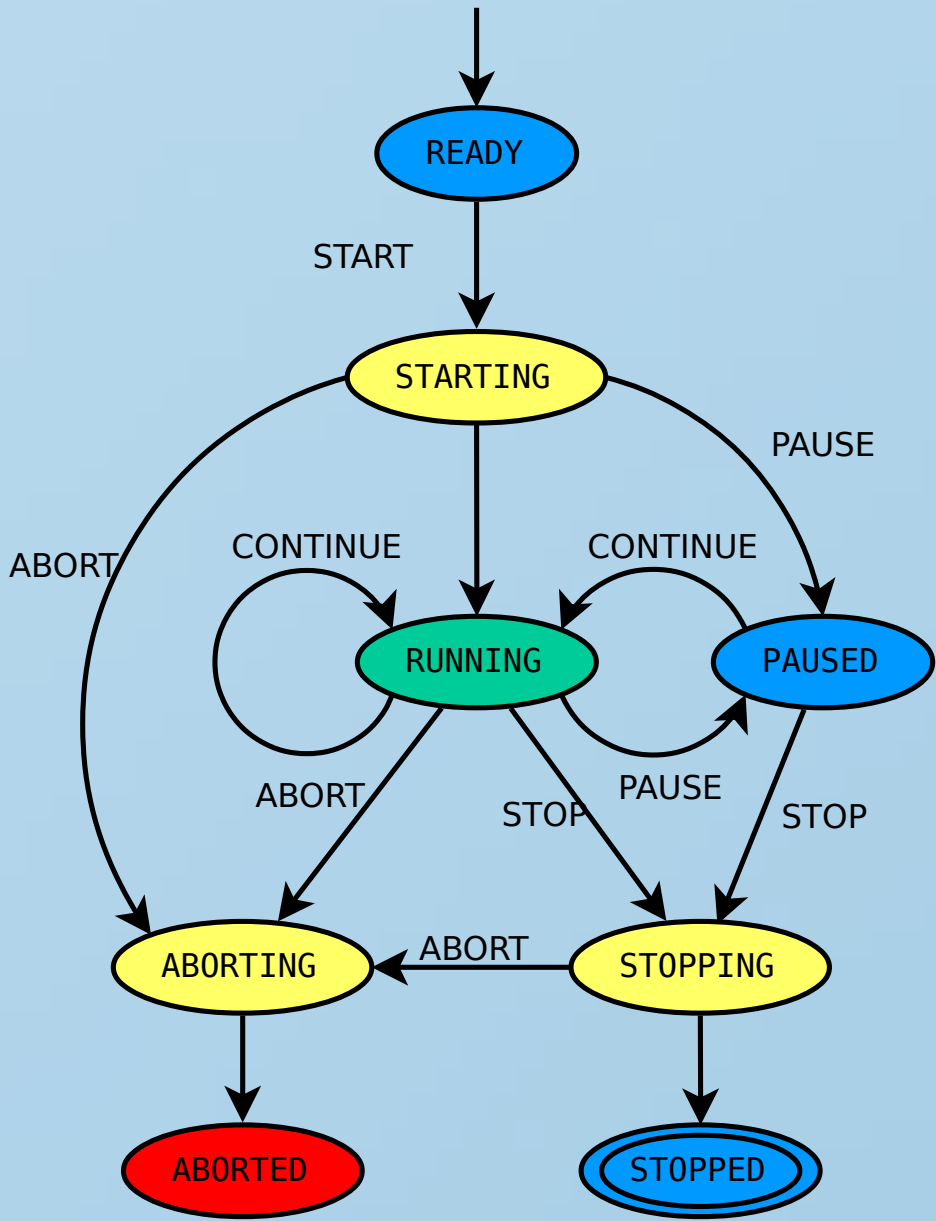 READY
START
STARTING
PAUSE
CONTINUE
CONTINUE
ABORT
RUNNING
PAUSED
ABORT
STOP
PAUSE
STOP
ABORT
ABORTING
STOPPING
ABORTED
STOPPED